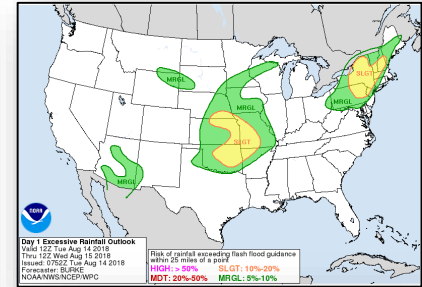 SLGT
MRGL
MRGL
MRGL
SLGT
MRGL
NOAA
Day 1 Excessive Rainfall Outlook
Valid 12Z Tue Aug 14 2018
Thru 12Z Wed Aug 15 2018
Issued: 0752Z Tue Aug 14 2018
Forecaster: BURKE
NOAA/NWS/NCEP/WPC
Risk of rainfall exceeding flash flood guidance
within 25 miles of a point
HIGH: > 50% SLGT: 10%-20%
MDT: 20%-50% MRGL: 5%-10%